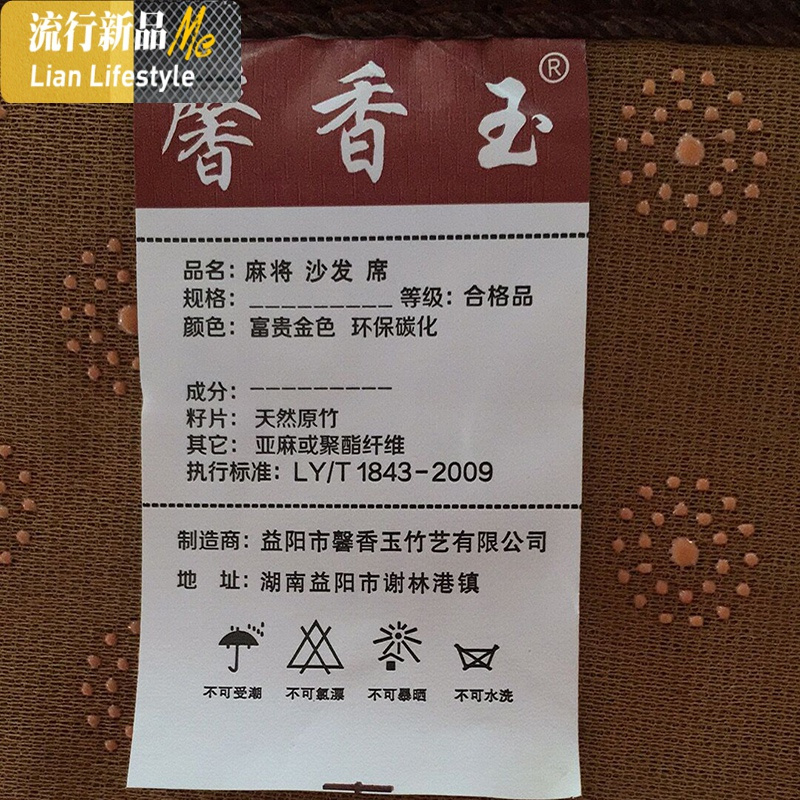 流行新品Me
Lian Lifestyle
馨香玉®
品名：麻将 沙发 席
规格：__________ 等级：合格品
颜色：富贵金色 环保碳化
成分：----------
籽片：天然原竹
其它：亚麻或聚酯纤维
执行标准：LY/T 1843-2009
制造商：益阳市馨香玉竹艺有限公司
地 址：湖南益阳市谢林港镇
不可受潮 不可氯漂 不可暴晒 不可水洗